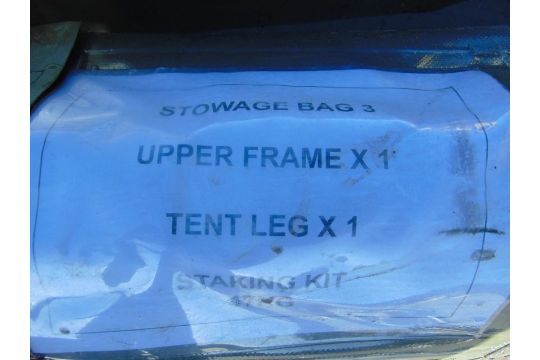 STOWAGE BAG 3
UPPER FRAME X 1
TENT LEG X 1
STAKING KIT